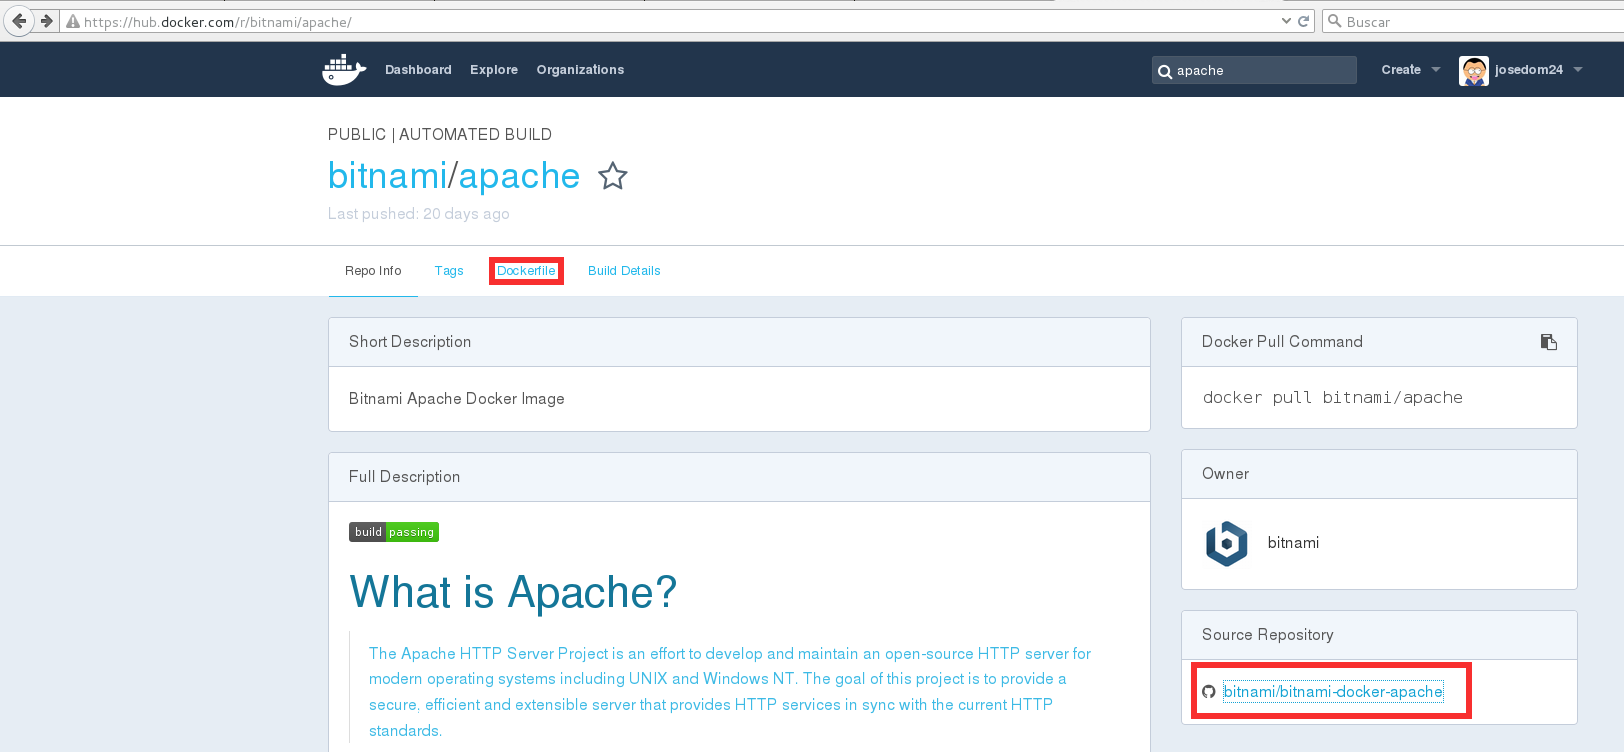 https://hub.docker.com/r/bitnami/apache/
Buscar
Dashboard Explore Organizations
apache
Create
josedom24
PUBLIC | AUTOMATED BUILD
bitnami/apache
Last pushed: 20 days ago
Repo Info Tags Dockerfile Build Details
Short Description
Bitnami Apache Docker Image
Full Description
build passing
What is Apache?
The Apache HTTP Server Project is an effort to develop and maintain an open-source HTTP server for
modern operating systems including UNIX and Windows NT. The goal of this project is to provide a
secure, efficient and extensible server that provides HTTP services in sync with the current HTTP
standards.
Docker Pull Command
docker pull bitnami/apache
Owner
bitnami
Source Repository
bitnami/bitnami-docker-apache